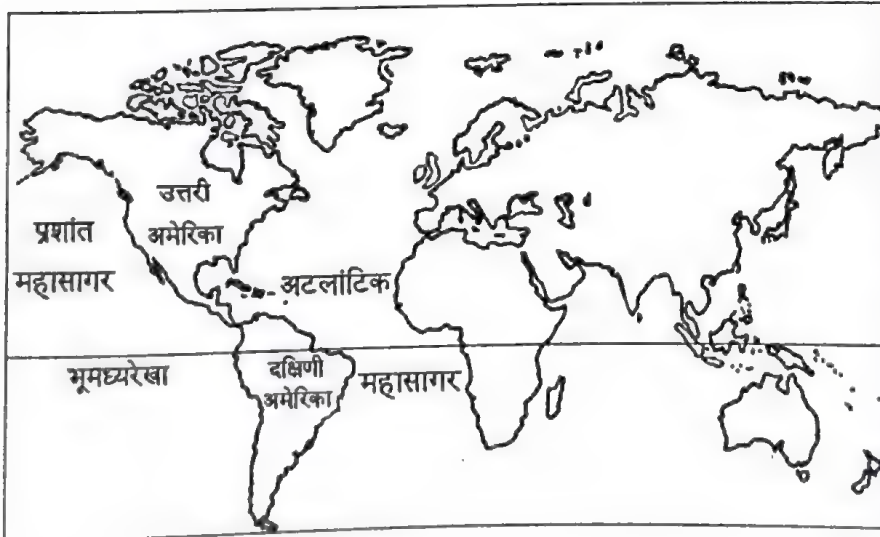 उत्तरी
अमेरिका
प्रशांत
महासागर
अटलांटिक
महासागर
भूमध्यरेखा
दक्षिणी
अमेरिका